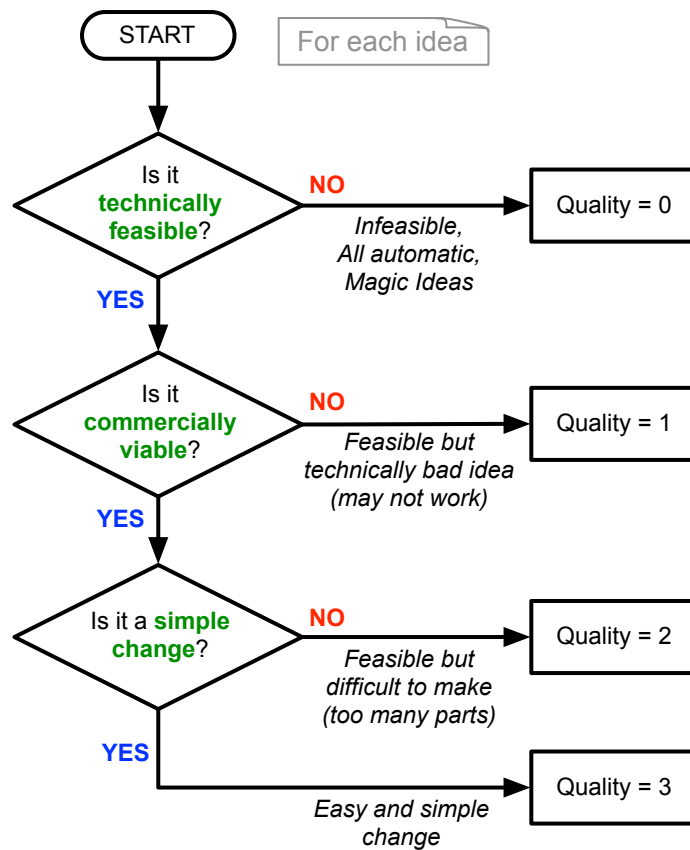 START
For each idea
Is it
technically
feasible?
NO
Infeasible,
All automatic,
Magic Ideas
Quality = 0
YES
Is it
commercially
viable?
NO
Feasible but
technically bad idea
(may not work)
Quality = 1
YES
Is it a simple
change?
NO
Feasible but
difficult to make
(too many parts)
Quality = 2
YES
Easy and simple
change
Quality = 3